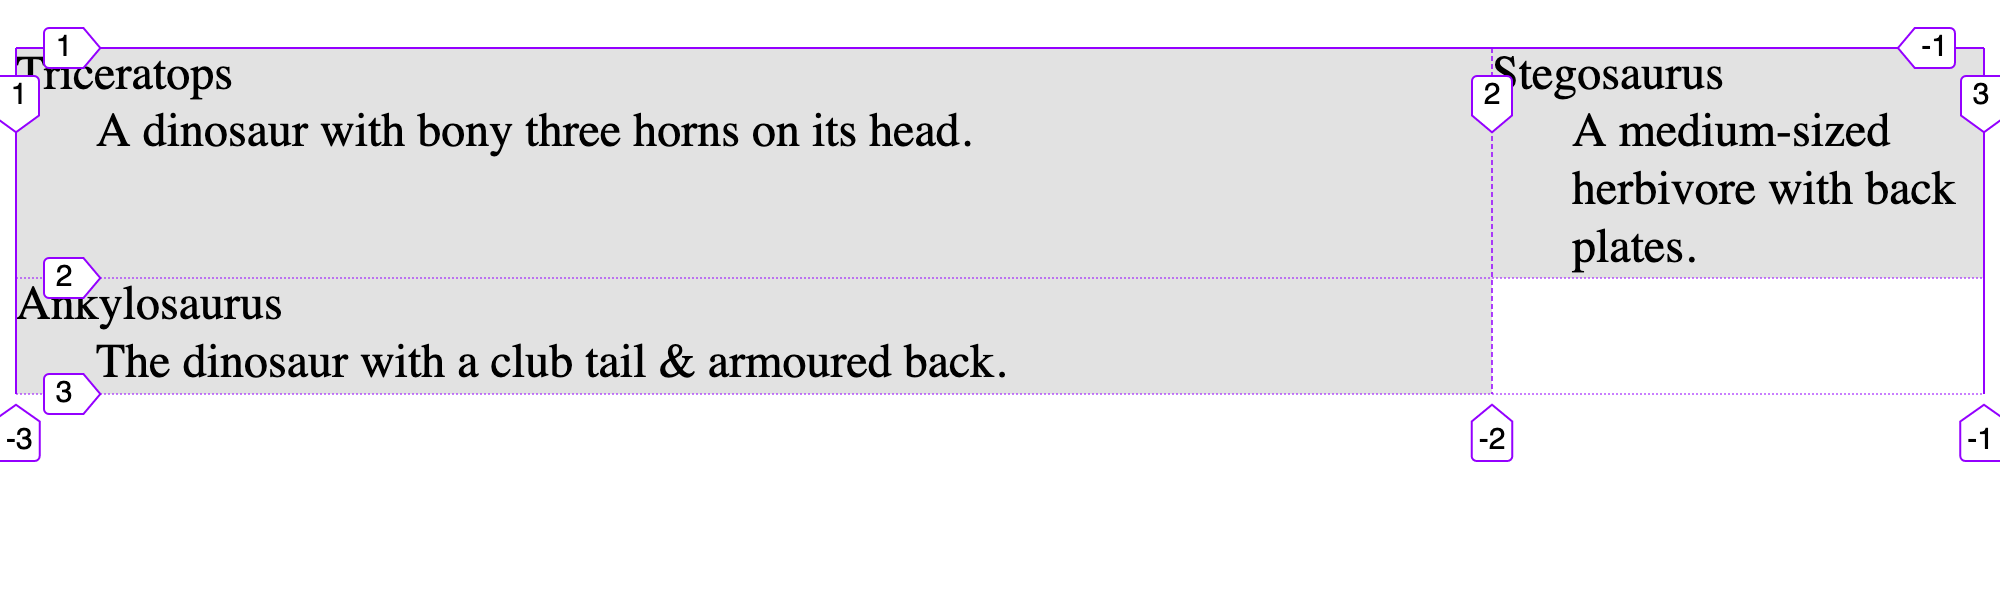 1
-1
Triceratops
Stegosaurus
1
2
3
A dinosaur with bony three horns on its head.
A medium-sized
herbivore with back
plates.
2
Ankylosaurus
The dinosaur with a club tail & armoured back.
3
-3
-2
-1